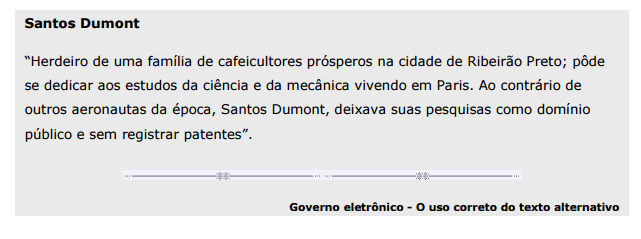 Santos Dumont
“Herdeiro de uma família de cafeicultores prósperos na cidade de Ribeirão Preto; pôde
se dedicar aos estudos da ciência e da mecânica vivendo em Paris. Ao contrário de
outros aeronautas da época, Santos Dumont, deixava suas pesquisas como domínio
público e sem registrar patentes”.
Governo eletrônico - O uso correto do texto alternativo